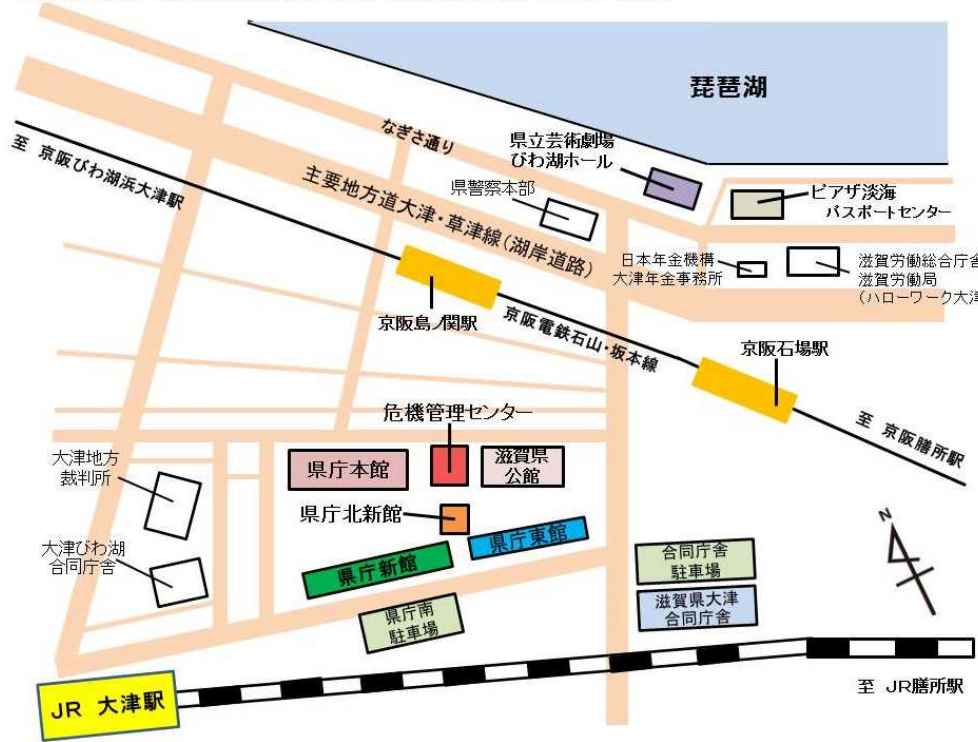 琵琶湖
なぎさ通り
県立芸術劇場
びわ湖ホール
至 京阪びわ湖浜大津駅
主要地方道大津・草津線(湖岸道路)
県警察本部
ピアザ淡海
パスポートセンター
日本年金機構
大津年金事務所
滋賀労働総合庁舎
滋賀労働局
(ハローワーク大津
京阪島ノ関駅
京阪電鉄石山・坂本線
京阪石場駅
至 京阪膳所駅
危機管理センター
大津地方
裁判所
県庁本館
滋賀県
公館
県庁北新館
県庁東館
大津びわ湖
合同庁舎
県庁新館
合同庁舎
駐車場
N
県庁南
駐車場
滋賀県大津
合同庁舎
JR 大津駅
至 JR膳所駅